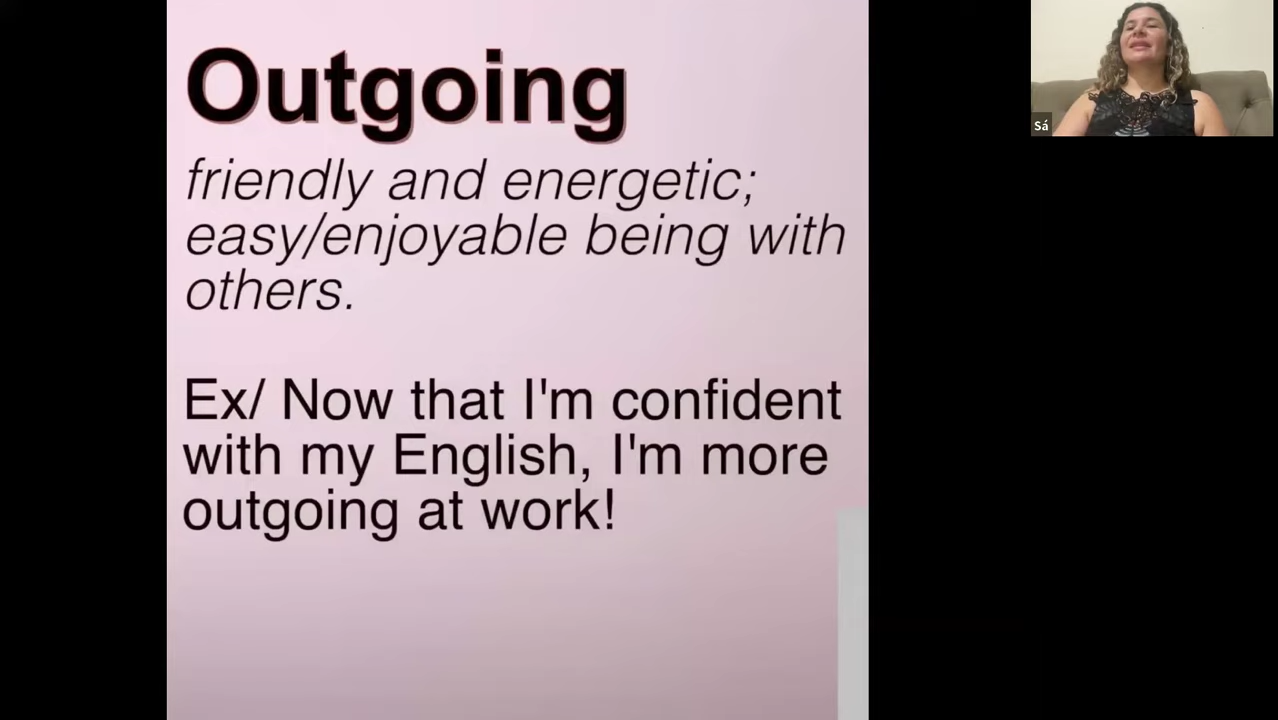 Outgoing
friendly and energetic;
easy/enjoyable being with
others.
Ex/ Now that I'm confident
with my English, I'm more
outgoing at work!
Sá